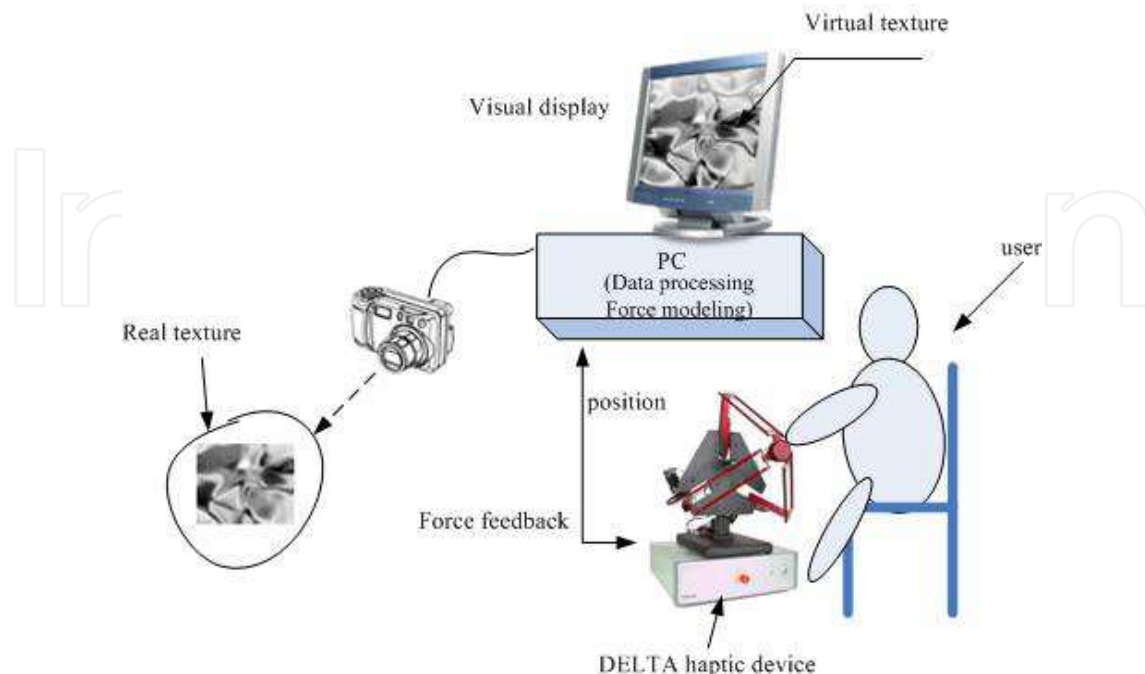 Virtual texture
Visual display
PC
(Data processing
Force modeling)
user
Real texture
position
Force feedback
DELTA haptic device